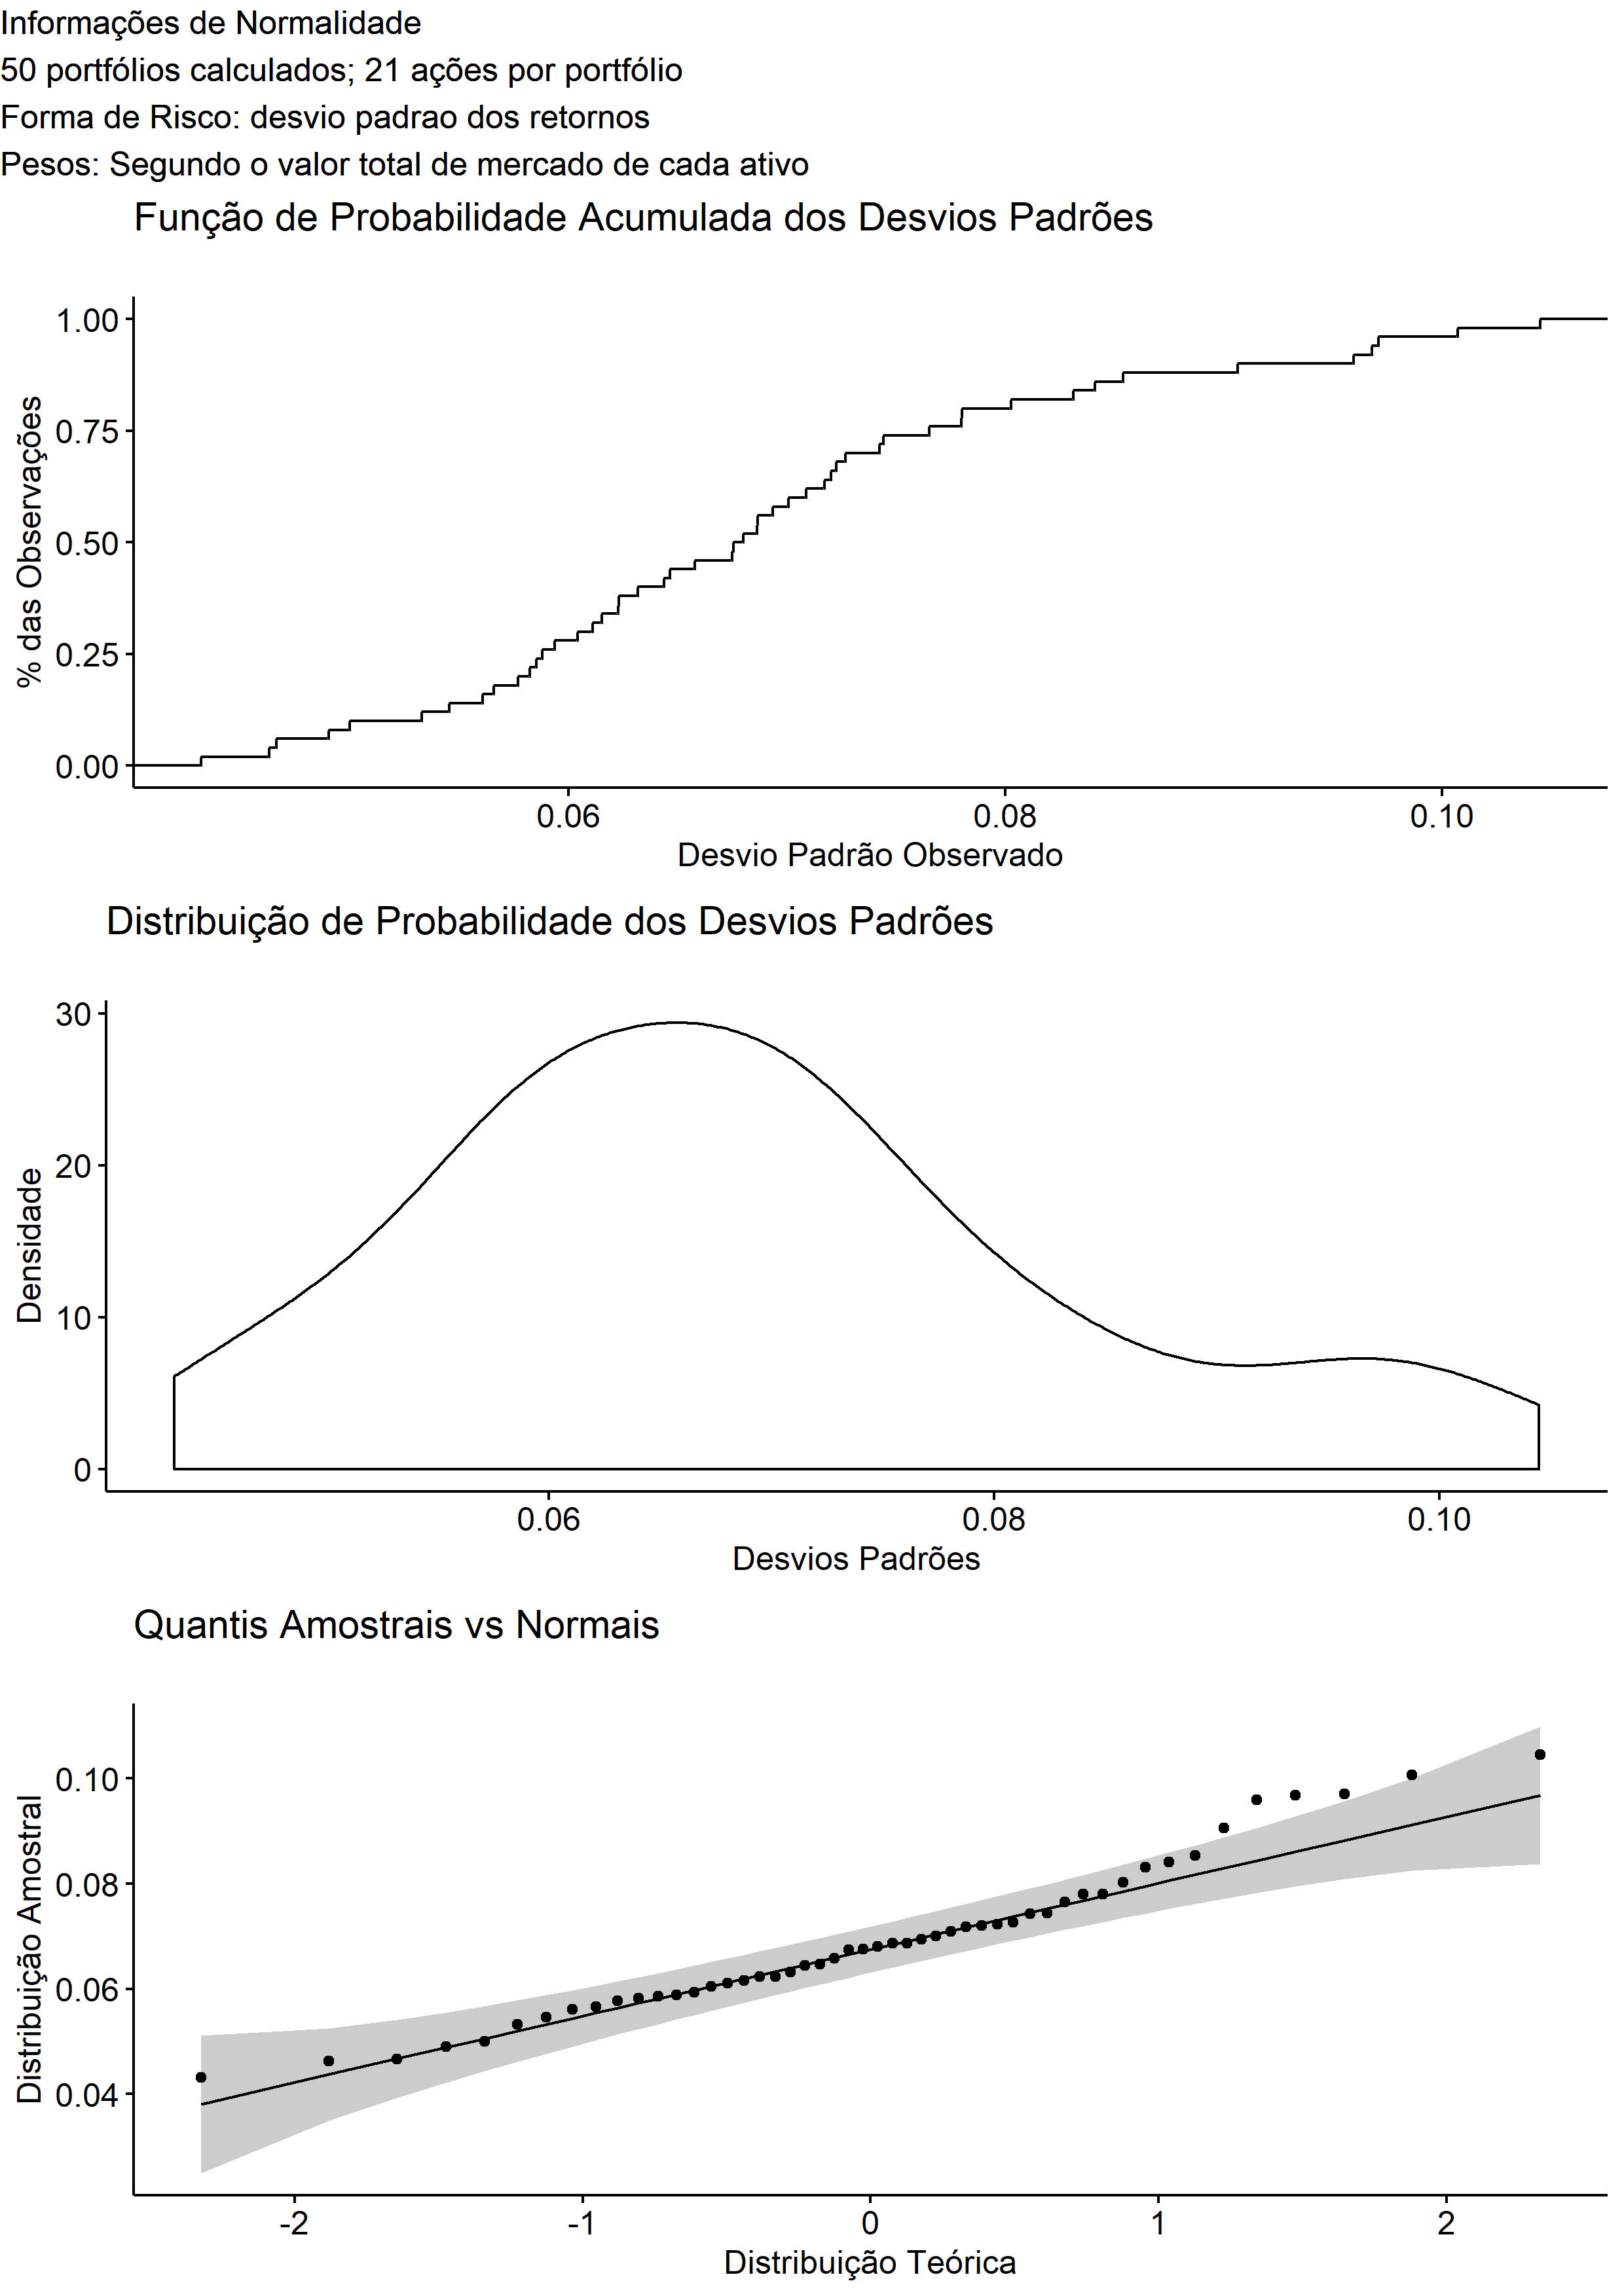 Informações de Normalidade
50 portfólios calculados; 21 ações por portfólio
Forma de Risco: desvio padrao dos retornos
Pesos: Segundo o valor total de mercado de cada ativo
Função de Probabilidade Acumulada dos Desvios Padrões
% das Observações
1.00
0.75
0.50
0.25
0.00
0.06 0.08 0.10
Desvio Padrão Observado
Distribuição de Probabilidade dos Desvios Padrões
Densidade
30
20
10
0
0.06 0.08 0.10
Desvios Padrões
Quantis Amostrais vs Normais
Distribuição Amostral
0.10
0.08
0.06
0.04
-2 -1 0 1 2
Distribuição Teórica